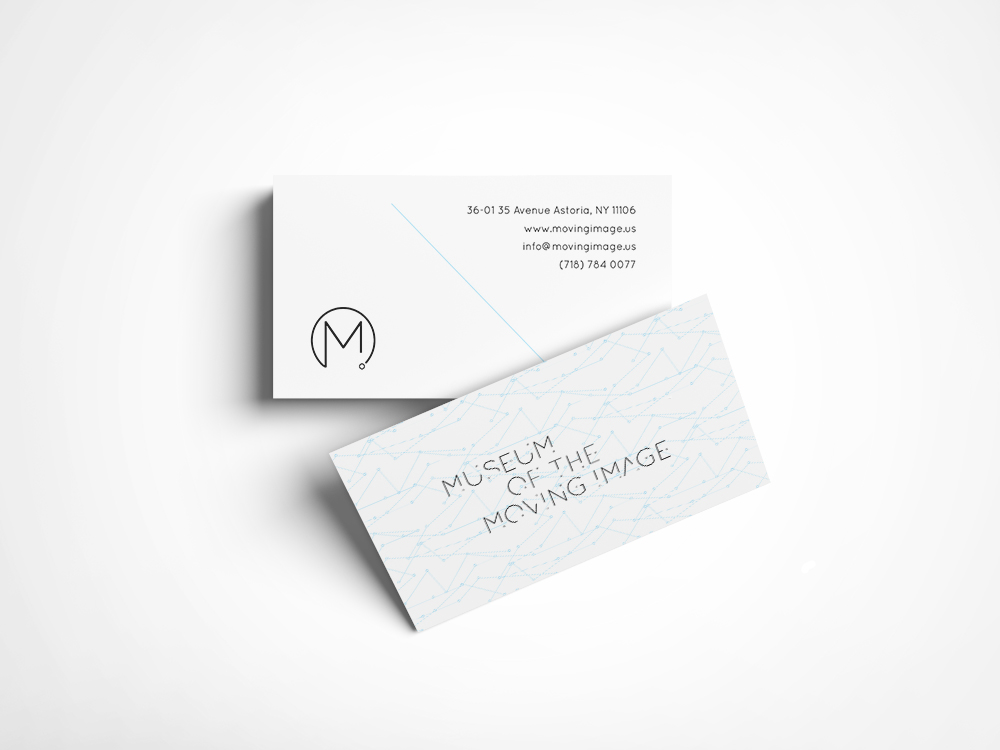 36-01 35 Avenue Astoria, NY 11106
www.movingimage.us
info@movingimage.us
(718) 784 0077
M
MUSEUM
OF THE
MOVING IMAGE